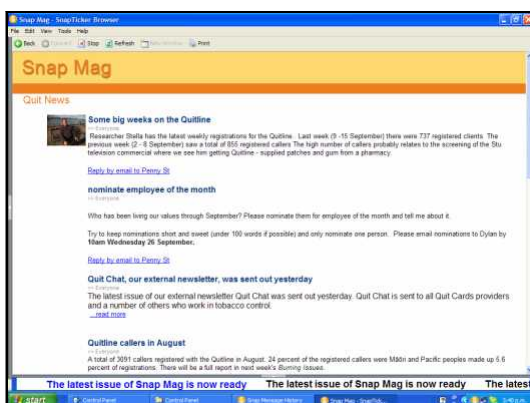 Snap Mag - SnapTicker Browser
File Edit View Tools Help
Back Forward Stop Refresh New Window Print
Snap Mag
Quit News
Some big weeks on the Quitline
>> Everyone
Researcher Stella has the latest weekly registrations for the Quitline. Last week (9 -15 September) there were 737 registered clients. The
previous week (2 - 8 September) saw a total of 855 registered callers The high number of callers probably relates to the screening of the Stu
television commercial where we see him getting Quitline - supplied patches and gum from a pharmacy.
Reply by email to Penny St
nominate employee of the month
>> Everyone
Who has been living our values through September? Please nominate them for employee of the month and tell me about it.
Try to keep nominations short and sweet (under 100 words if possible) and only nominate one person. Please email nominations to Dylan by
10am Wednesday 26 September.
Reply by email to Penny St
Quit Chat, our external newsletter, was sent out yesterday
>> Everyone
The latest issue of our external newsletter Quit Chat was sent out yesterday. Quit Chat is sent to all Quit Cards providers
and a number of others who work in tobacco control.
...read more
Quitline callers in August
>> Everyone
A total of 3091 callers registered with the Quitline in August. 24 percent of the registered callers were Māori and Pacific peoples made up 5.6
percent of registrations. There will be a full report in next week's Burning Issues.
The latest issue of Snap Mag is now ready The latest issue of Snap Mag is now ready The latest
start Control Panel Control Panel Snap Message History Snap Mag - SnapTick... 5:40 p.m.